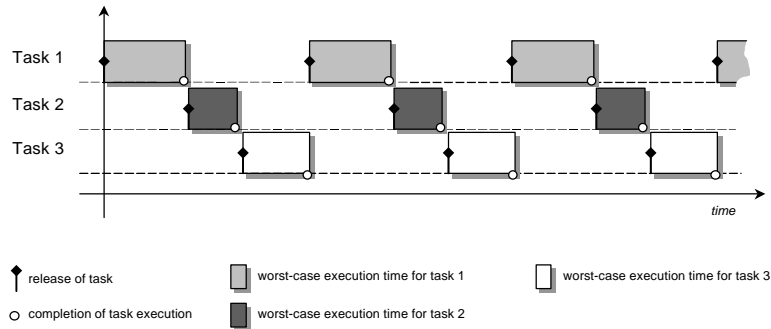 Task 1
Task 2
Task 3
time
release of task
worst-case execution time for task 1
worst-case execution time for task 3
completion of task execution
worst-case execution time for task 2